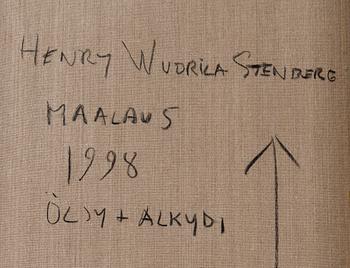 HENRY WUORILA STENBERG
MAALAUS
1998
ÖLJY + ALKYDI